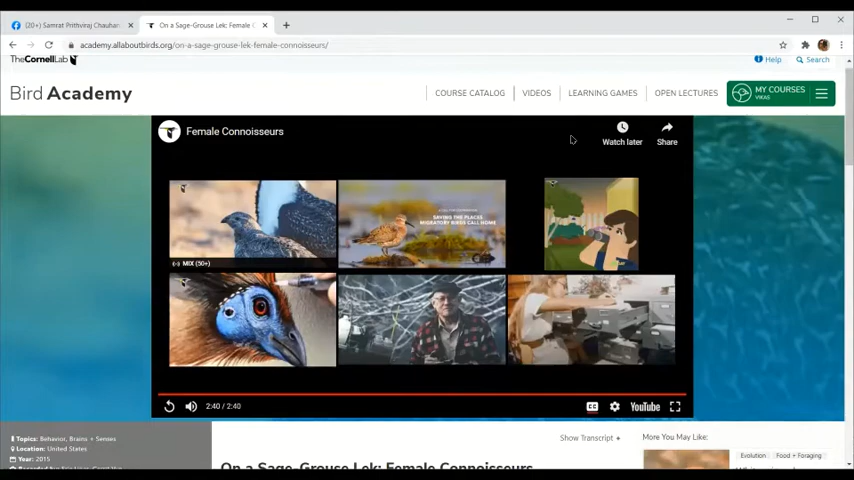 (20+) Samrat Prithviraj Chauhan
On a Sage-Grouse Lek: Female C
academy.allaboutbirds.org/on-a-sage-grouse-lek-female-connoisseurs/
TheCornellLab
Help
Search
Bird Academy
COURSE CATALOG
VIDEOS
LEARNING GAMES
OPEN LECTURES
MY COURSES
VIKAS
Female Connoisseurs
Watch later
Share
SAVING THE PLACES
MIGRATORY BIRDS CALL HOME
MIX (50+)
2:40 / 2:40
CC
YouTube
Topics: Behavior, Brains + Senses
Location: United States
Year: 2015
Show Transcript +
More You May Like:
On a Sage-Grouse Lek: Female Connoisseurs
Evolution
Food + Foraging